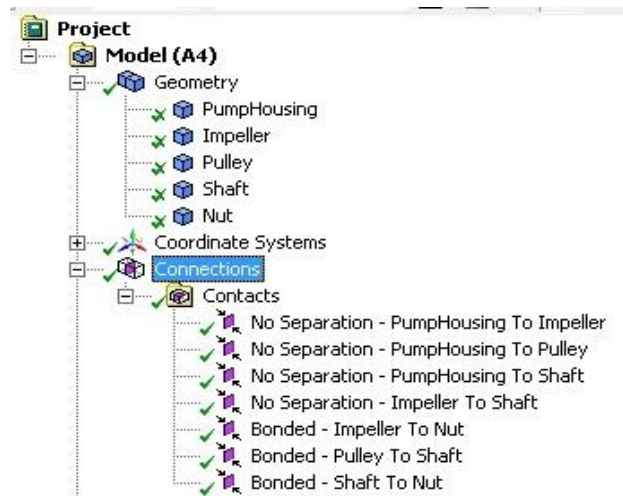 Project
Model (A4)
Geometry
PumpHousing
Impeller
Pulley
Shaft
Nut
Coordinate Systems
Connections
Contacts
No Separation - PumpHousing To Impeller
No Separation - PumpHousing To Pulley
No Separation - PumpHousing To Shaft
No Separation - Impeller To Shaft
Bonded - Impeller To Nut
Bonded - Pulley To Shaft
Bonded - Shaft To Nut